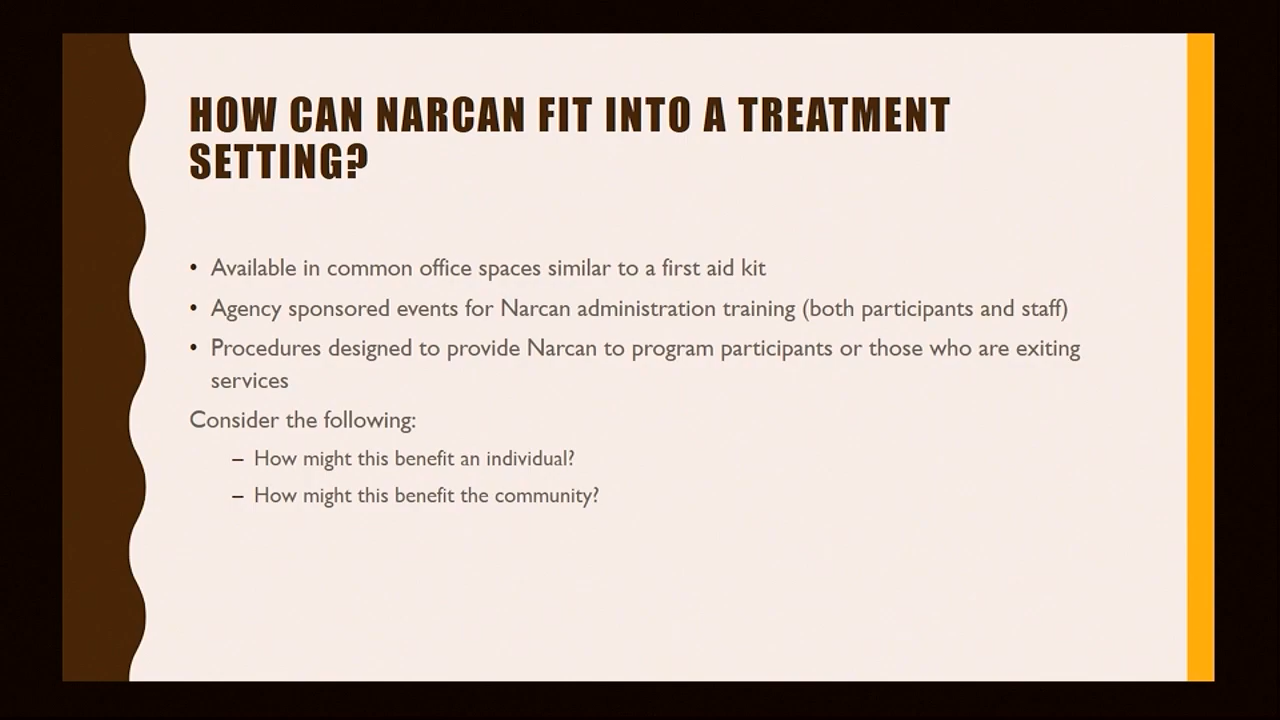 HOW CAN NARCAN FIT INTO A TREATMENT
SETTING?
• Available in common office spaces similar to a first aid kit
• Agency sponsored events for Narcan administration training (both participants and staff)
• Procedures designed to provide Narcan to program participants or those who are exiting
services
Consider the following:
– How might this benefit an individual?
– How might this benefit the community?